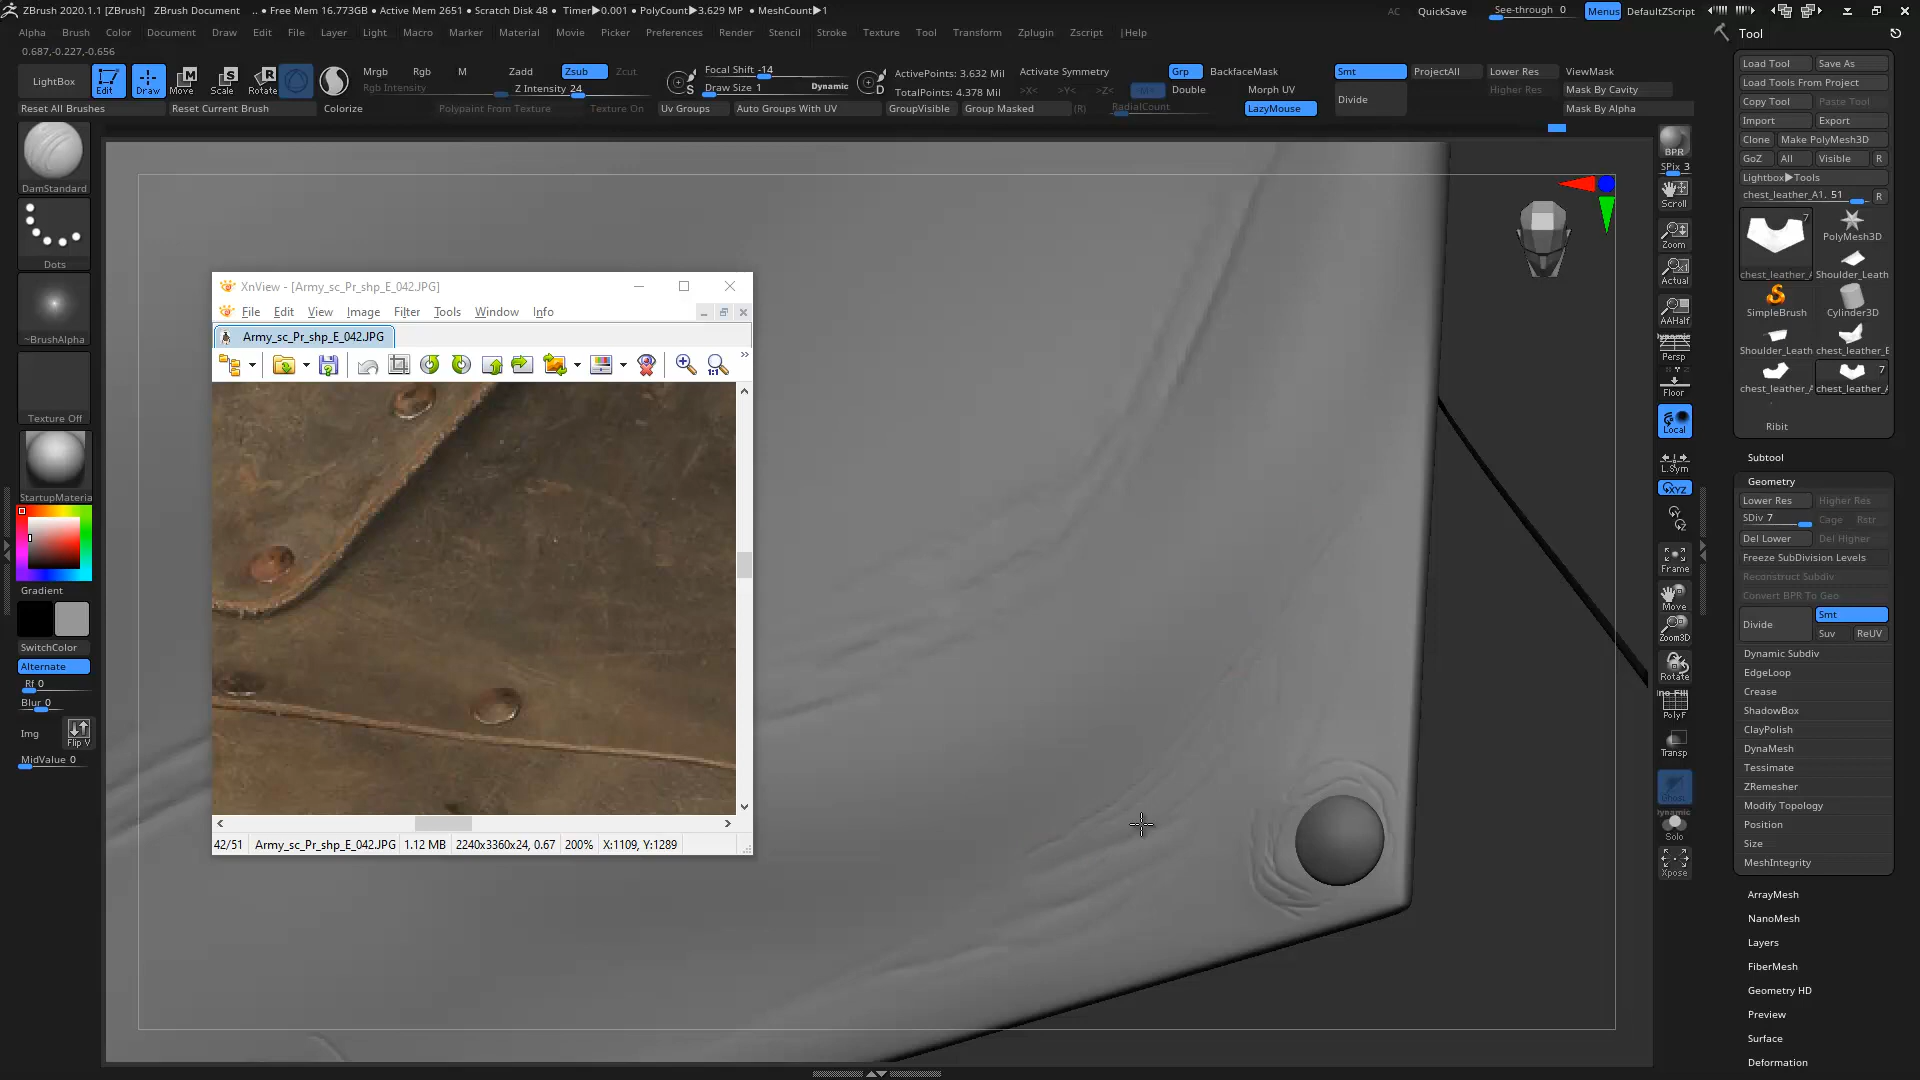 ZBrush 2020.1.1 [ZBrush] ZBrush Document .. ● Free Mem 16.773GB ● Active Mem 2651 ● Scratch Disk 48 ● Timer▶0.001 ● PolyCount▶3.629 MP ● MeshCount▶1 AC QuickSave See-through 0 Menus DefaultZScript
Alpha Brush Color Document Draw Edit File Layer Light Macro Marker Material Movie Picker Preferences Render Stencil Stroke Texture Tool Transform Zplugin Zscript |Help
0.687,-0.227,-0.656
LightBox Edit Draw Move Scale Rotate
Mrgb Rgb M Zadd Zsub Zcut
Rgb Intensity Z Intensity 24
Focal Shift -14
Draw Size 1 Dynamic
S D
ActivePoints: 3.632 Mil
TotalPoints: 4.378 Mil
Activate Symmetry
>X< >Y< >Z< >M<
Grp BackfaceMask
Double Morph UV
Smt ProjectAll Lower Res ViewMask
Divide Higher Res Mask By Cavity
Reset All Brushes Reset Current Brush Colorize Polypaint From Texture Texture On Uv Groups Auto Groups With UV GroupVisible Group Masked (R) RadialCount LazyMouse Mask By Alpha
DamStandard
Dots
~BrushAlpha
Texture Off
StartupMateria
Gradient
SwitchColor
Alternate
Rf 0
Blur 0
Img Flip V
MidValue 0
XnView - [Army_sc_Pr_shp_E_042.JPG]
File Edit View Image Filter Tools Window Info
Army_sc_Pr_shp_E_042.JPG
1:1
42/51 Army_sc_Pr_shp_E_042.JPG 1.12 MB 2240x3360x24, 0.67 200% X:1109, Y:1289
BPR
SPix 3
Scroll
Zoom
Actual
AAHalf
Dynamic
Persp
Floor
Local
L.Sym
XYZ
Frame
Move
Zoom3D
Rotate
PolyF
Transp
Ghost
Dynamic
Solo
Xpose
Tool
Load Tool Save As
Load Tools From Project
Copy Tool Paste Tool
Import Export
Clone Make PolyMesh3D
GoZ All Visible R
Lightbox▶Tools
chest_leather_A1. 51 R
7
PolyMesh3D
chest_leather_A Shoulder_Leath
SimpleBrush Cylinder3D
Shoulder_Leath chest_leather_E
7
chest_leather_A chest_leather_A
Ribit
Subtool
Geometry
Lower Res Higher Res
SDiv 7 Cage Rstr
Del Lower Del Higher
Freeze SubDivision Levels
Reconstruct Subdiv
Convert BPR To Geo
Divide Smt
Suv ReUV
Dynamic Subdiv
EdgeLoop
Crease
ShadowBox
ClayPolish
DynaMesh
Tessimate
ZRemesher
Modify Topology
Position
Size
MeshIntegrity
ArrayMesh
NanoMesh
Layers
FiberMesh
Geometry HD
Preview
Surface
Deformation